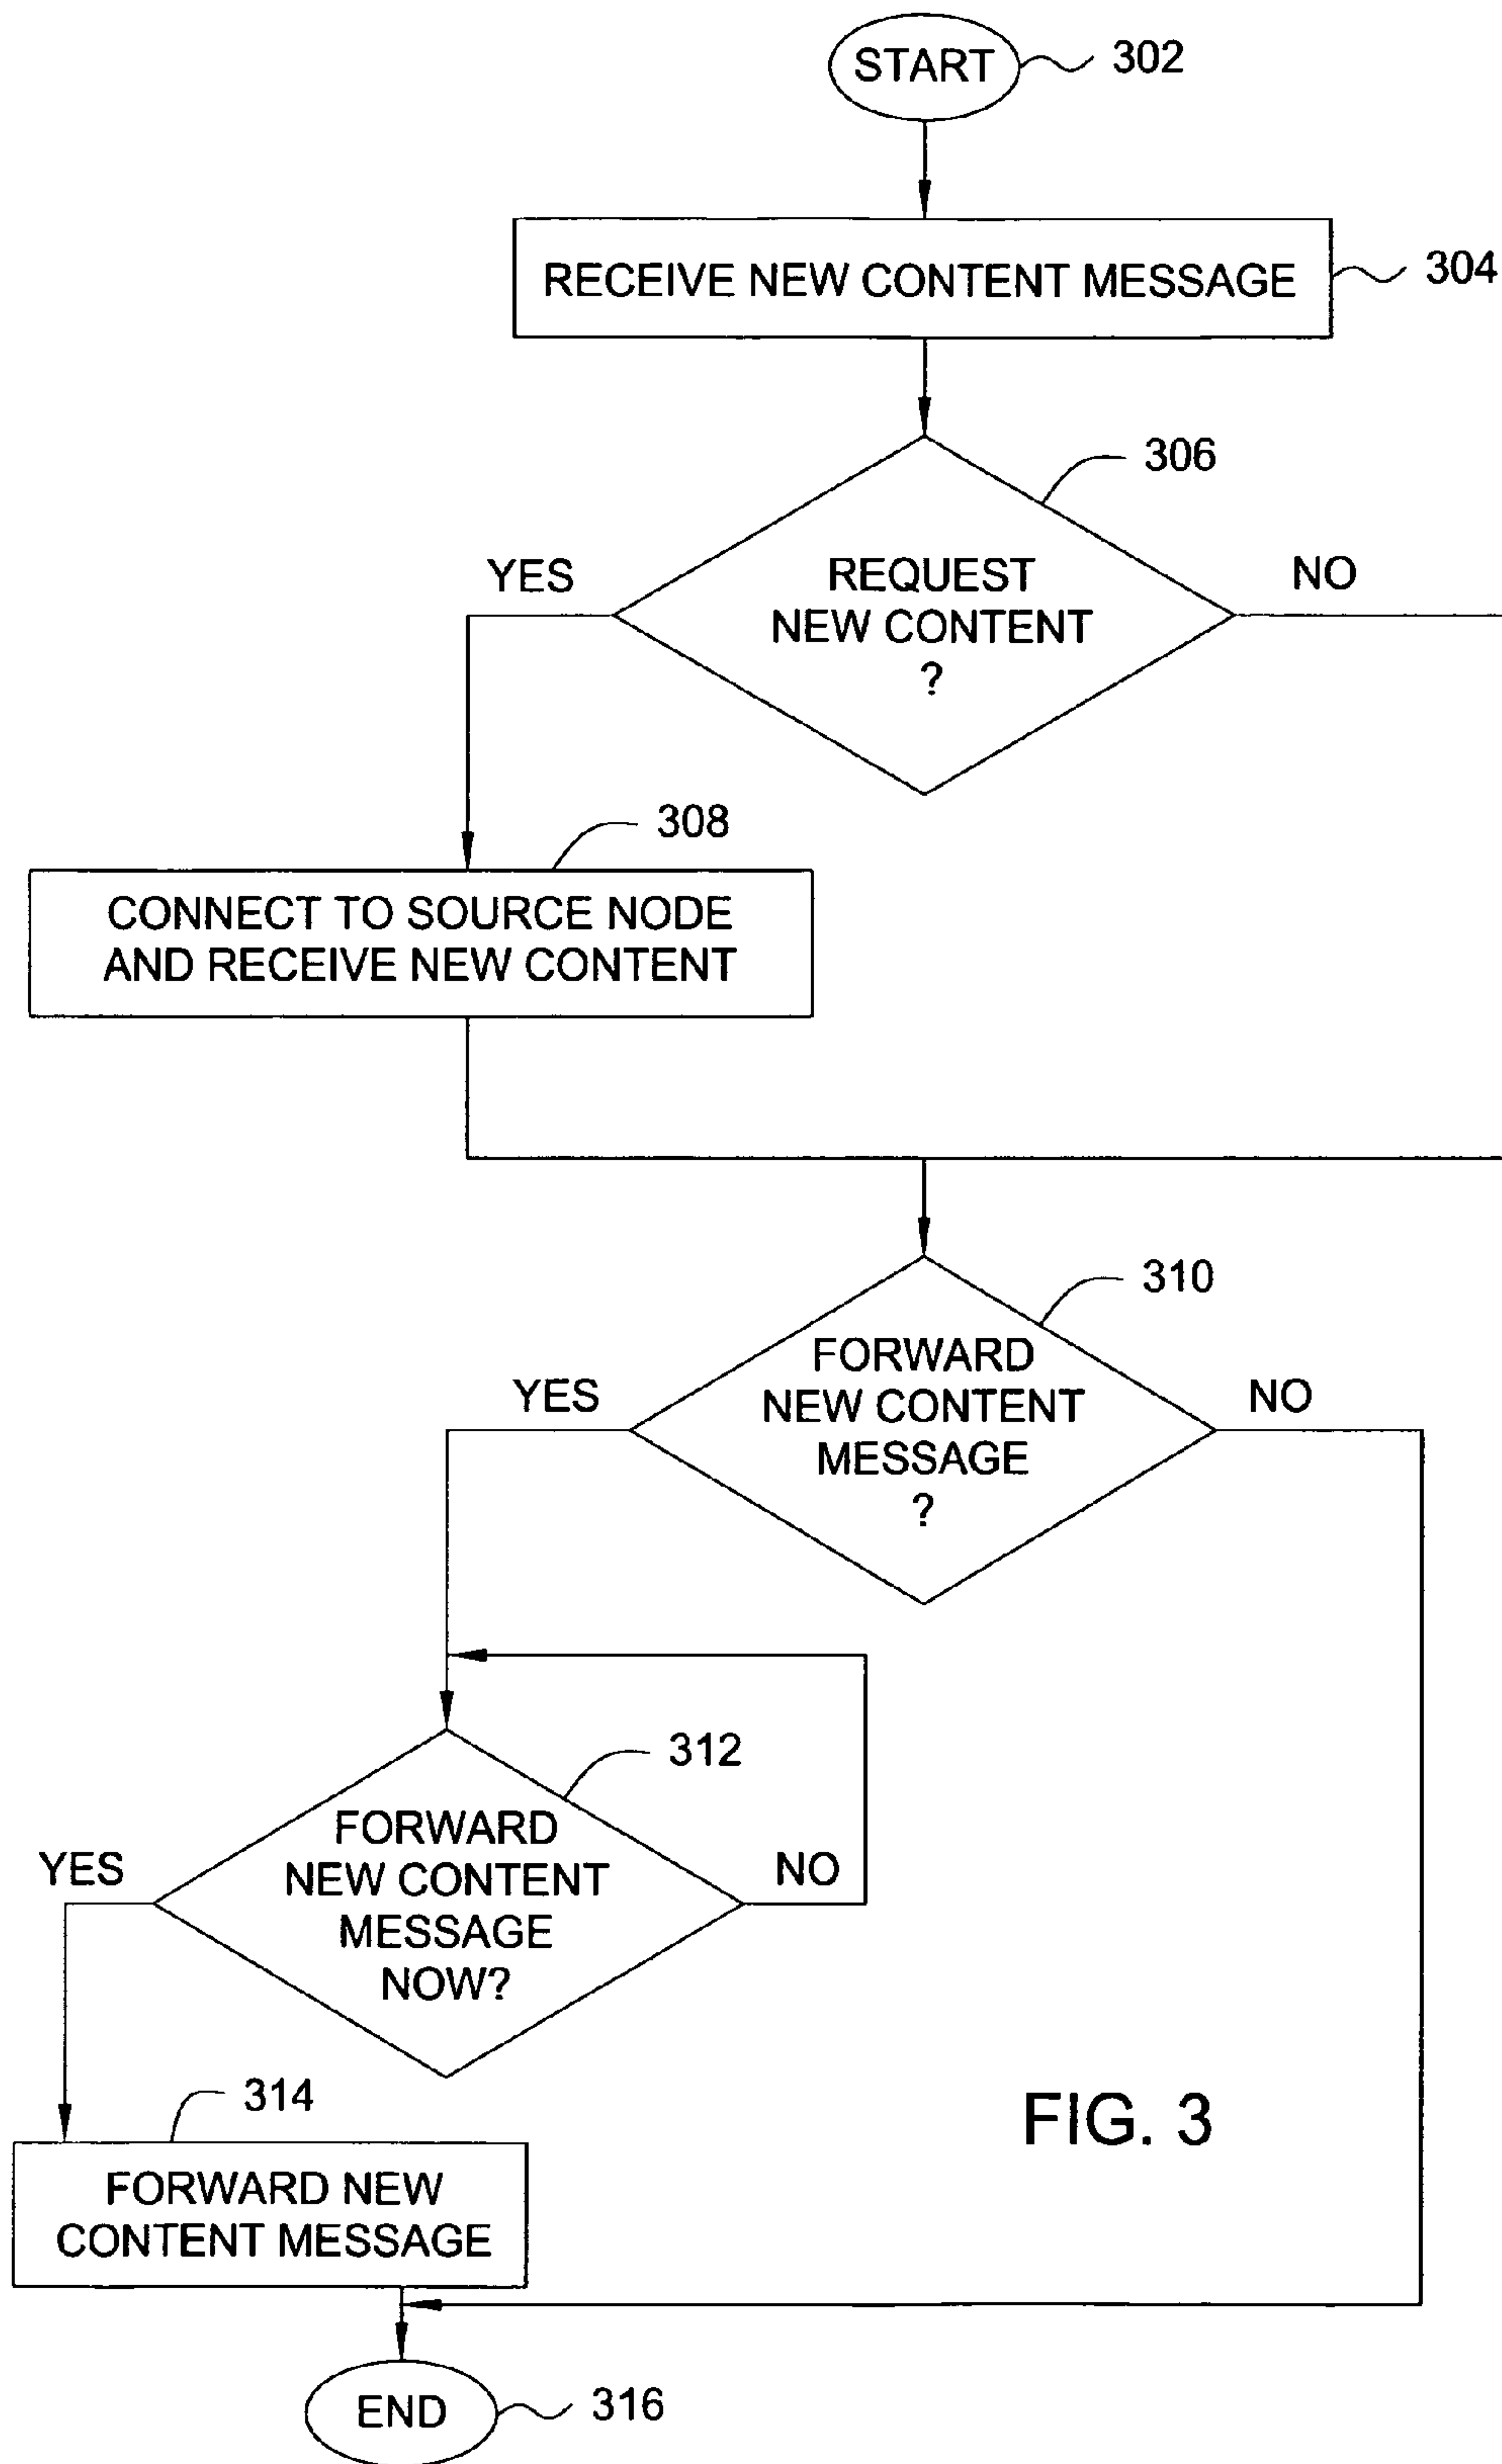 START
302
RECEIVE NEW CONTENT MESSAGE
304
306
YES
REQUEST
NEW CONTENT
?
NO
308
CONNECT TO SOURCE NODE
AND RECEIVE NEW CONTENT
310
YES
FORWARD
NEW CONTENT
MESSAGE
?
NO
312
YES
FORWARD
NEW CONTENT
MESSAGE
NOW?
NO
314
FORWARD NEW
CONTENT MESSAGE
FIG. 3
END
316